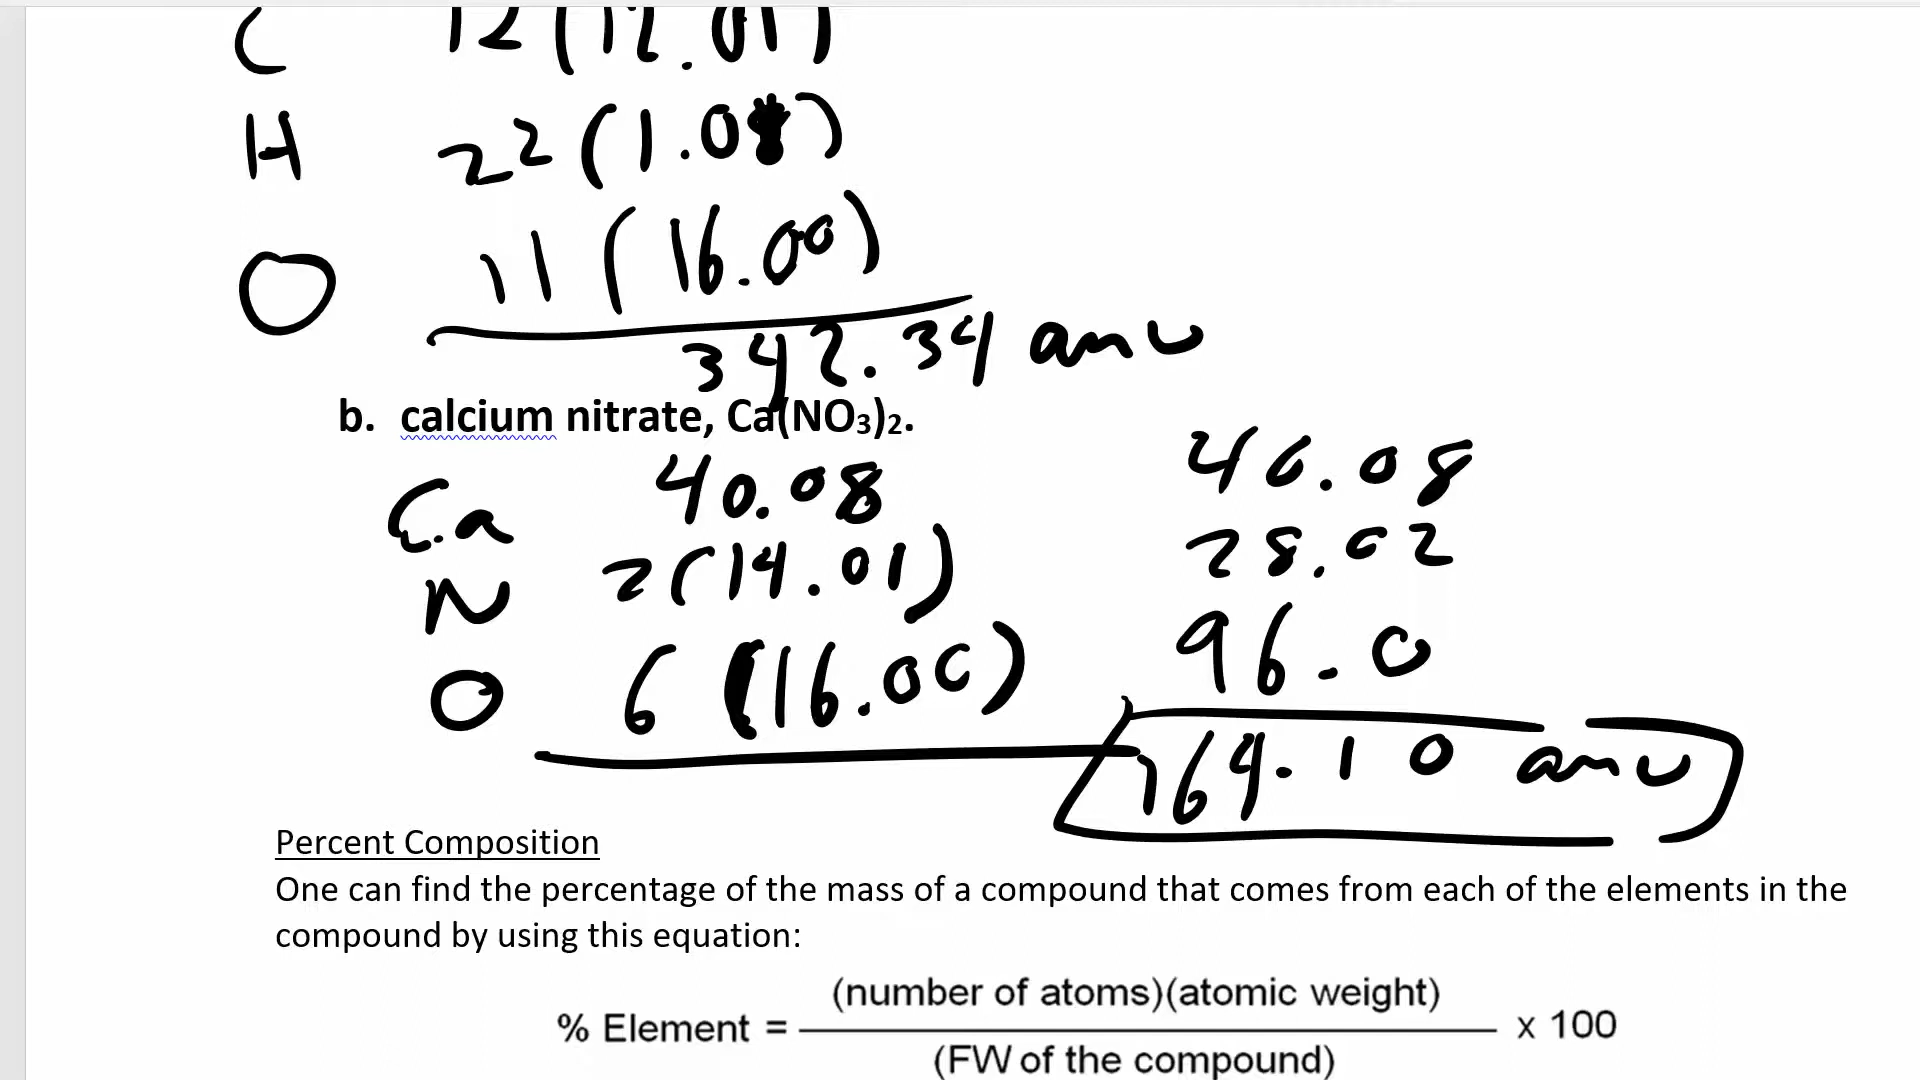 C 12(12.01)
H 22(1.08)
O 11(16.00)
342.34 amu
b. calcium nitrate, Ca(NO₃)₂.
Ca 40.08 40.08
N 2(14.01) 28.02
O 6(16.00) 96.0
164.10 amu
Percent Composition
One can find the percentage of the mass of a compound that comes from each of the elements in the
compound by using this equation:
(number of atoms)(atomic weight)
% Element = x 100
(FW of the compound)